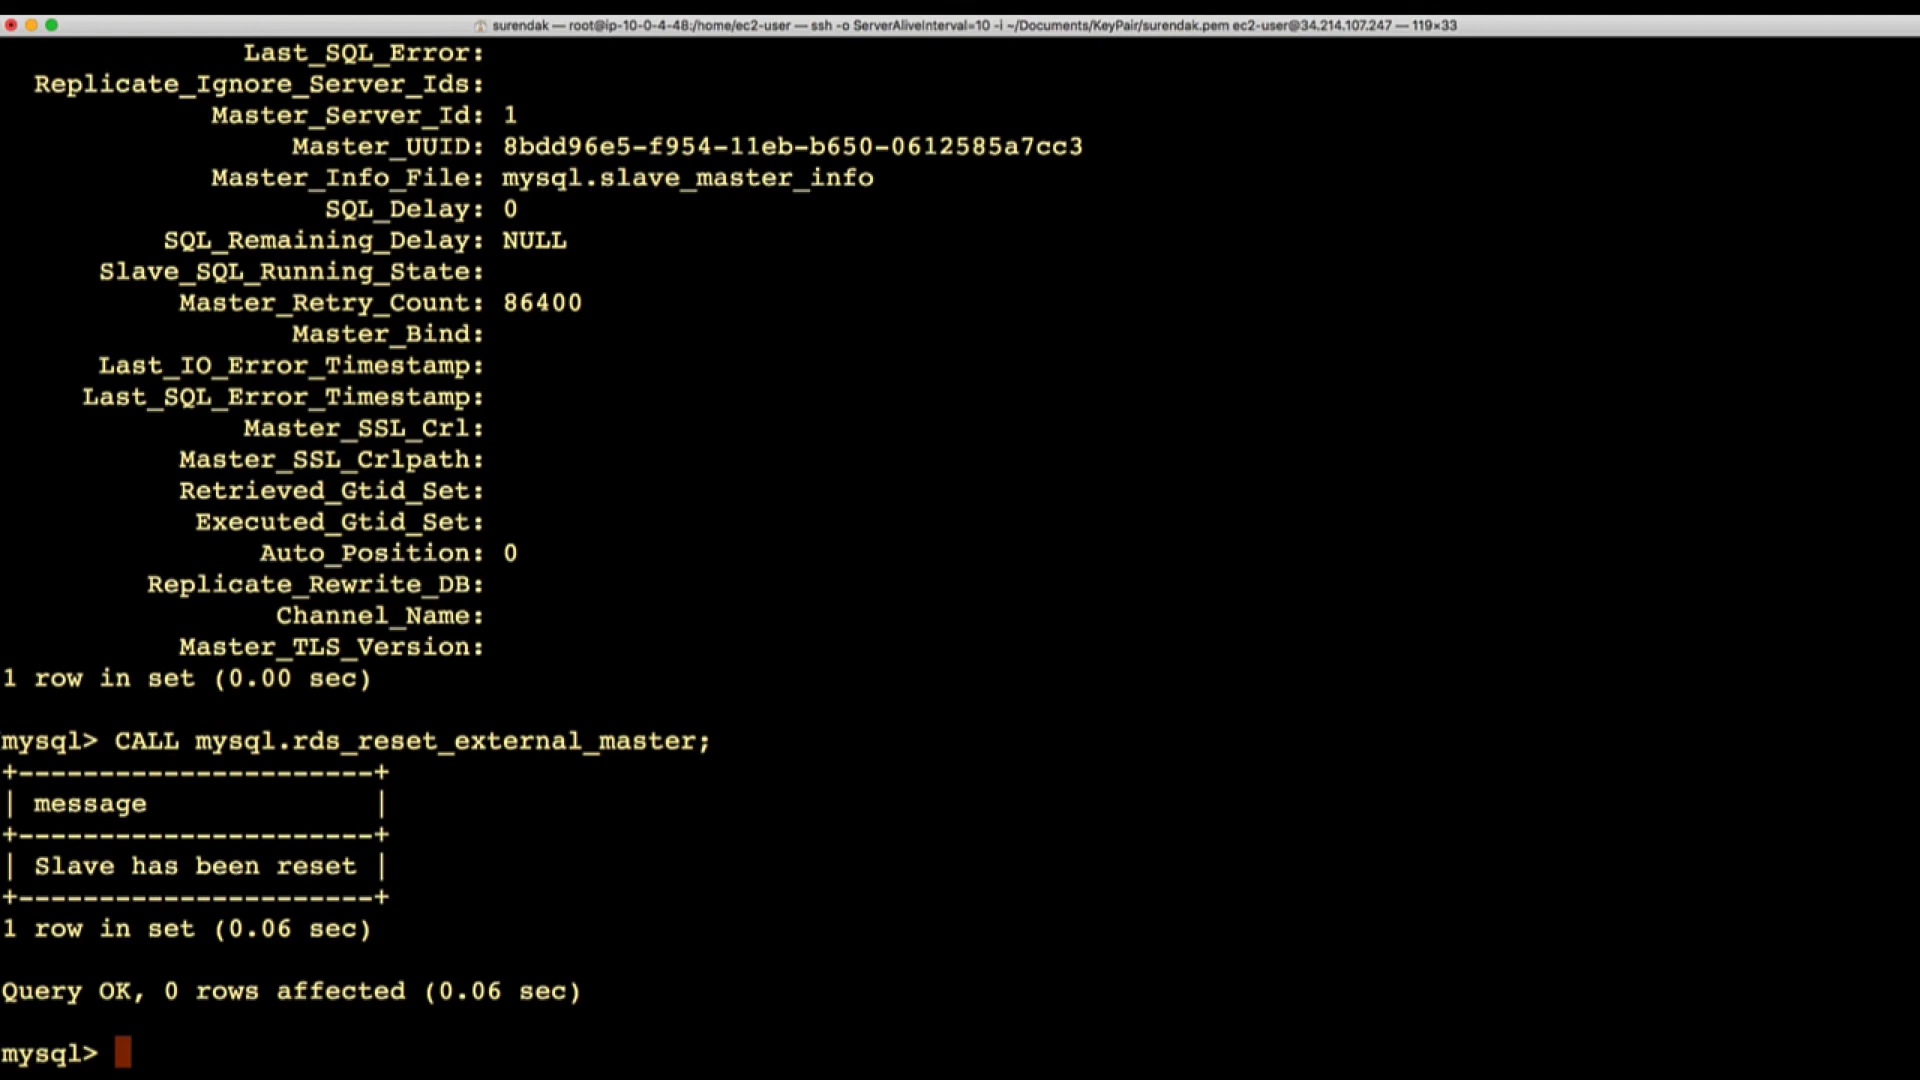 surendak — root@ip-10-0-4-48:/home/ec2-user — ssh -o ServerAliveInterval=10 -i ~/Documents/KeyPair/surendak.pem ec2-user@34.214.107.247 — 119×33
Last_SQL_Error:
Replicate_Ignore_Server_Ids:
Master_Server_Id: 1
Master_UUID: 8bdd96e5-f954-11eb-b650-0612585a7cc3
Master_Info_File: mysql.slave_master_info
SQL_Delay: 0
SQL_Remaining_Delay: NULL
Slave_SQL_Running_State:
Master_Retry_Count: 86400
Master_Bind:
Last_IO_Error_Timestamp:
Last_SQL_Error_Timestamp:
Master_SSL_Crl:
Master_SSL_Crlpath:
Retrieved_Gtid_Set:
Executed_Gtid_Set:
Auto_Position: 0
Replicate_Rewrite_DB:
Channel_Name:
Master_TLS_Version:
1 row in set (0.00 sec)
mysql> CALL mysql.rds_reset_external_master;
+----------------------+
| message              |
+----------------------+
| Slave has been reset |
+----------------------+
1 row in set (0.06 sec)
Query OK, 0 rows affected (0.06 sec)
mysql>